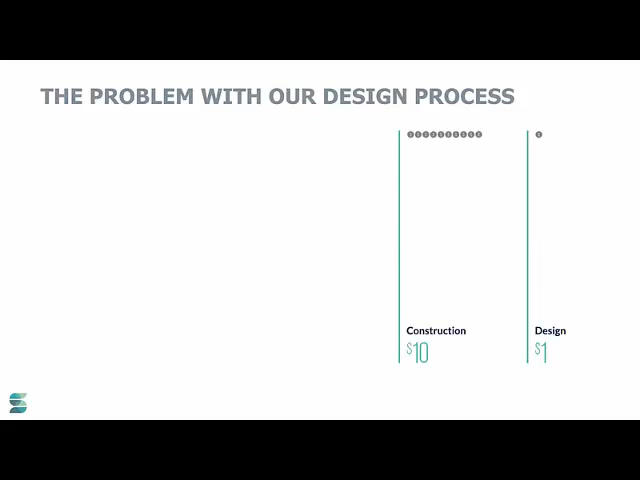 THE PROBLEM WITH OUR DESIGN PROCESS
Construction
$10
Design
$1